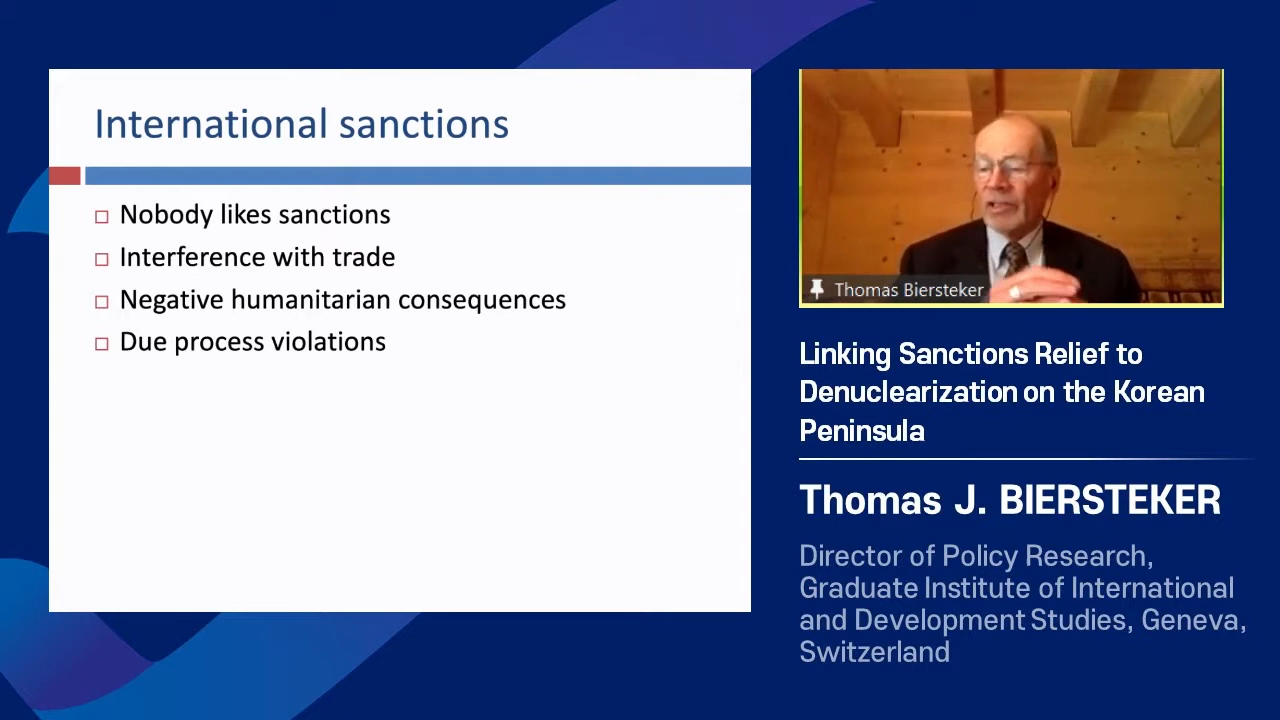 International sanctions
Nobody likes sanctions
Interference with trade
Negative humanitarian consequences
Due process violations
Thomas Biersteker
Linking Sanctions Relief to
Denuclearization on the Korean
Peninsula
Thomas J. BIERSTEKER
Director of Policy Research,
Graduate Institute of International
and Development Studies, Geneva,
Switzerland